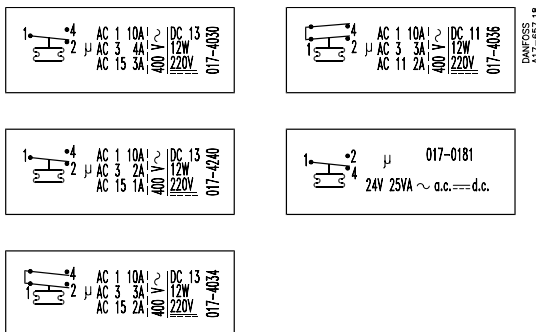 1 4 2 μ AC 1 10A 400 V ~ DC 13 017-4030
AC 3 4A 12W
AC 15 3A 220V
1 4 2 μ AC 1 10A 400 V ~ DC 11 017-4036
AC 3 3A 12W
AC 11 2A 220V
DANFOSS
A17-657.18
1 4 2 μ AC 1 10A 400 V ~ DC 13 017-4240
AC 3 2A 12W
AC 15 1A 220V
1 2 4 μ 017-0181
24V 25VA ~ a.c. d.c.
1 4 2 μ AC 1 10A 400 V ~ DC 13 017-4034
AC 3 3A 12W
AC 15 2A 220V